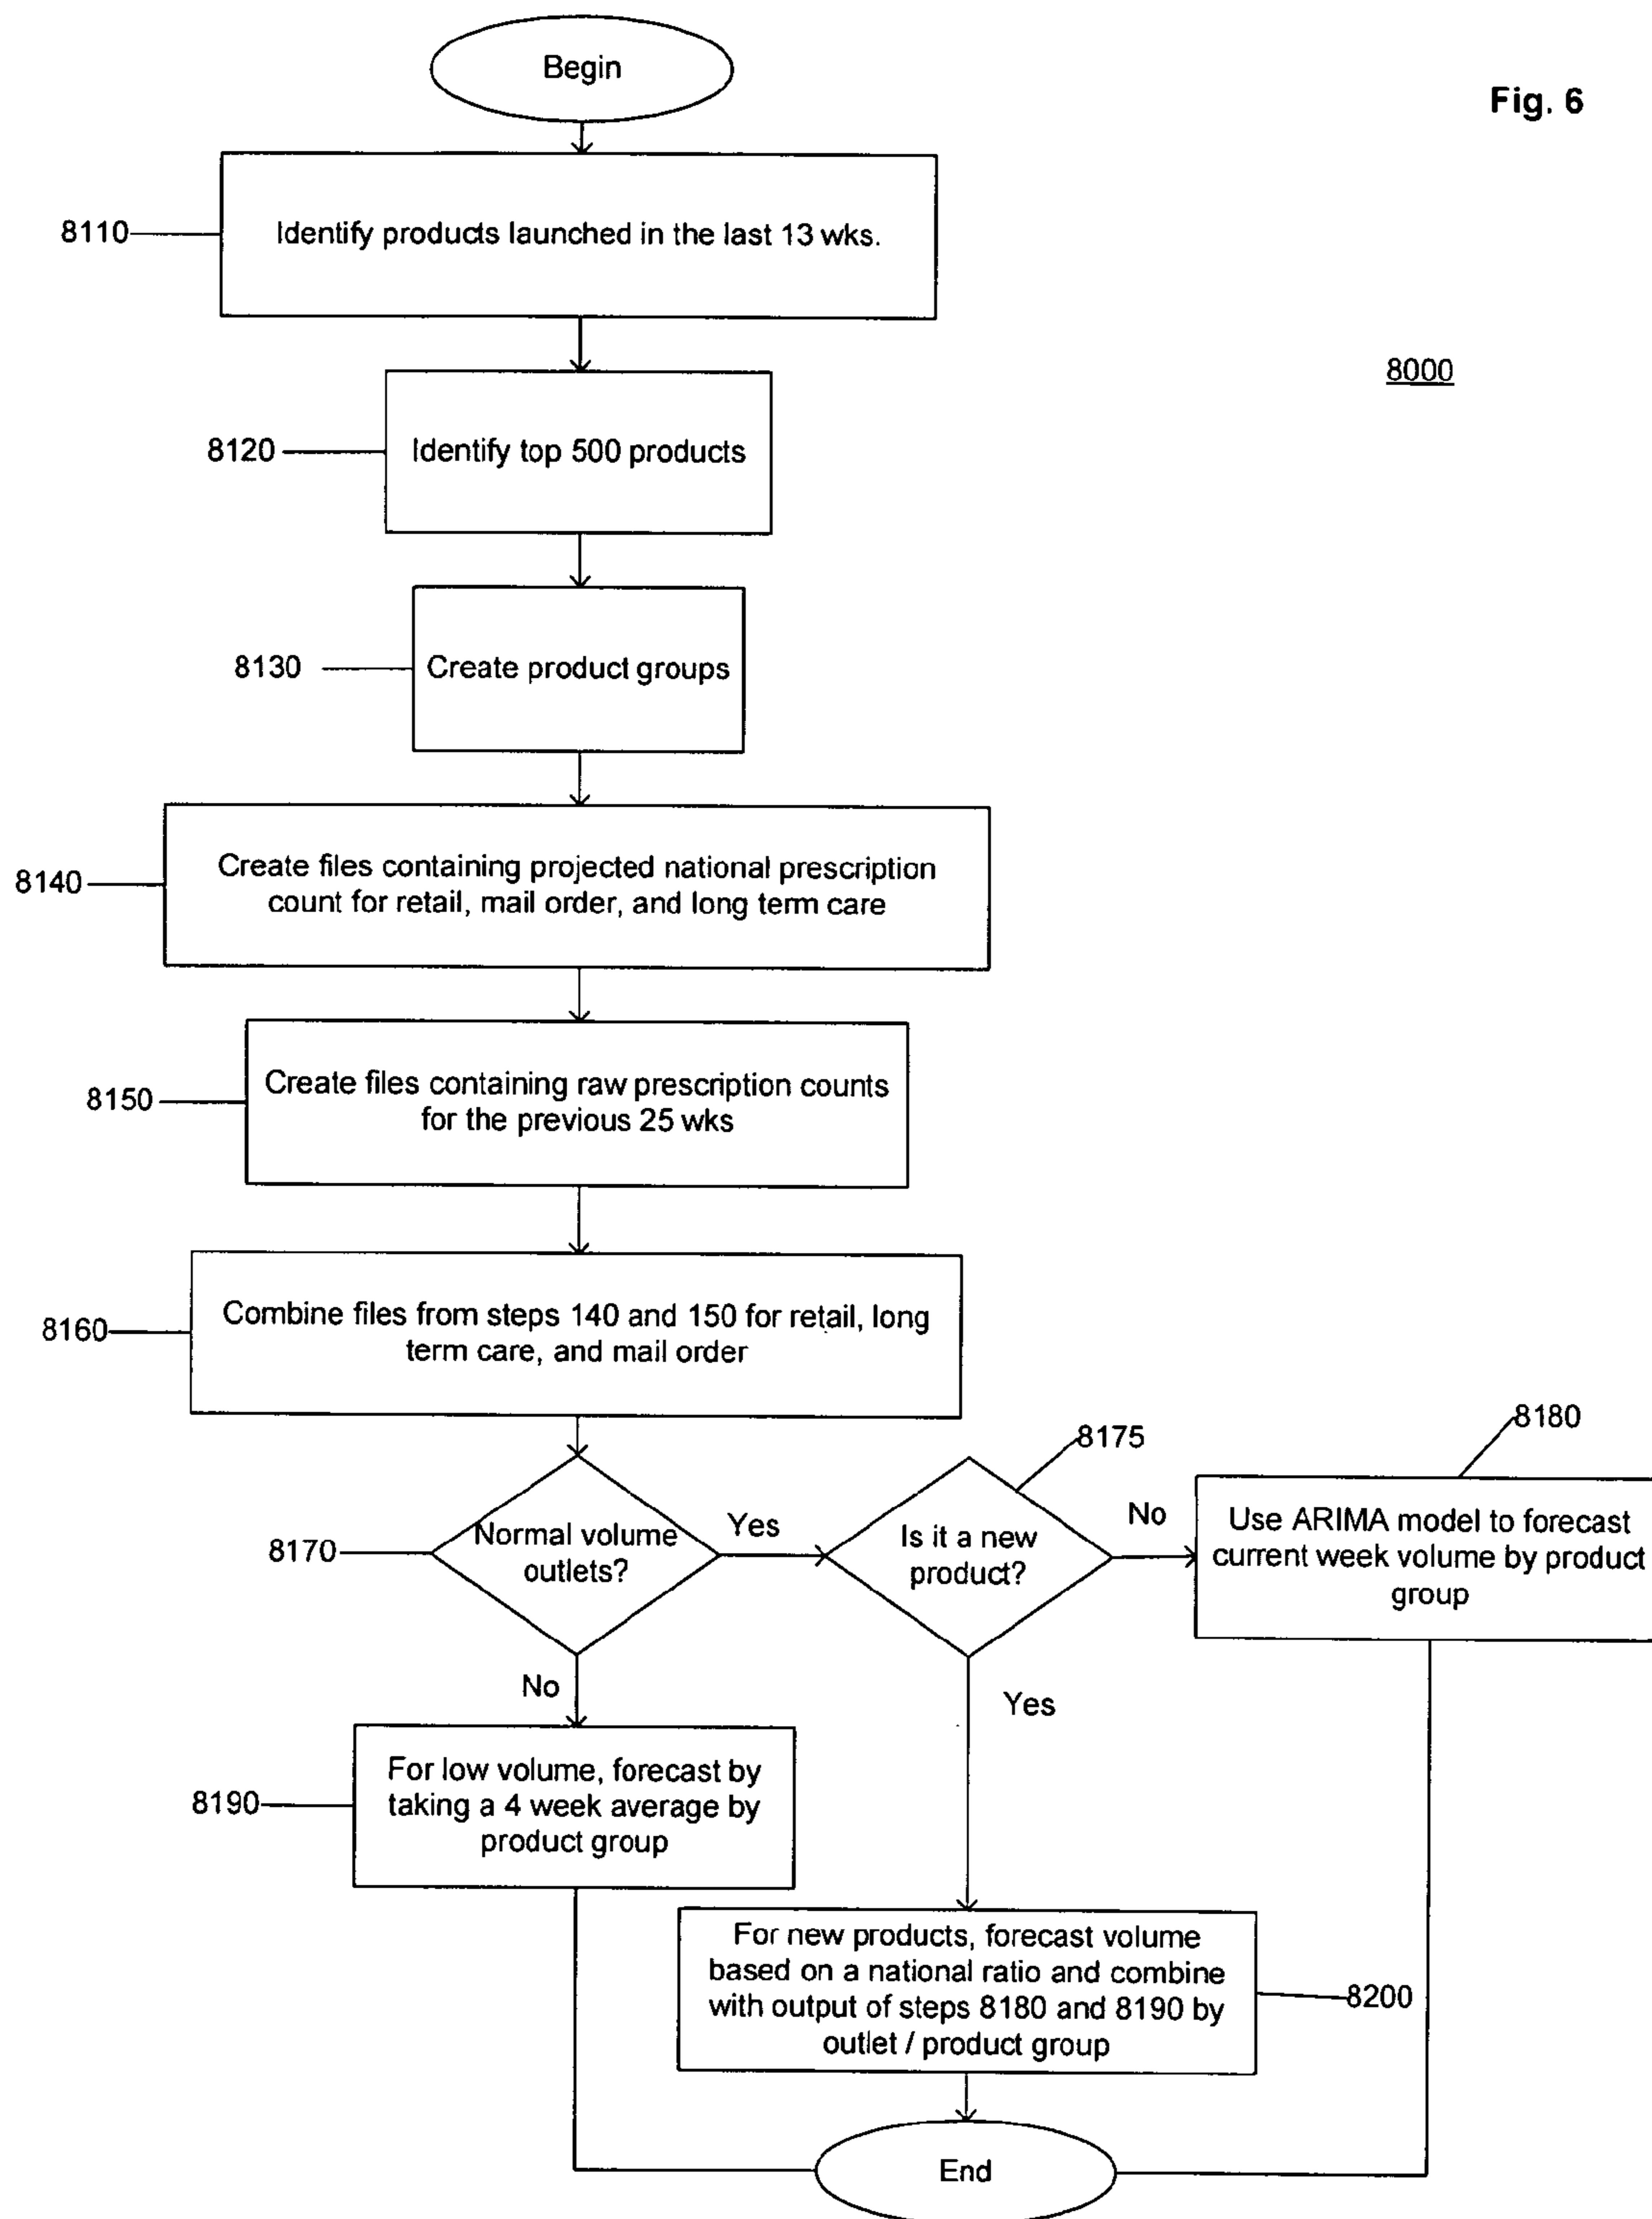 Begin
Fig. 6
8110
Identify products launched in the last 13 wks.
8000
8120
Identify top 500 products
8130
Create product groups
8140
Create files containing projected national prescription
count for retail, mail order, and long term care
8150
Create files containing raw prescription counts
for the previous 25 wks
8160
Combine files from steps 140 and 150 for retail, long
term care, and mail order
8170
Normal volume
outlets?
Yes
8175
Is it a new
product?
No
8180
Use ARIMA model to forecast
current week volume by product
group
No
Yes
8190
For low volume, forecast by
taking a 4 week average by
product group
For new products, forecast volume
based on a national ratio and combine
with output of steps 8180 and 8190 by
outlet / product group
8200
End